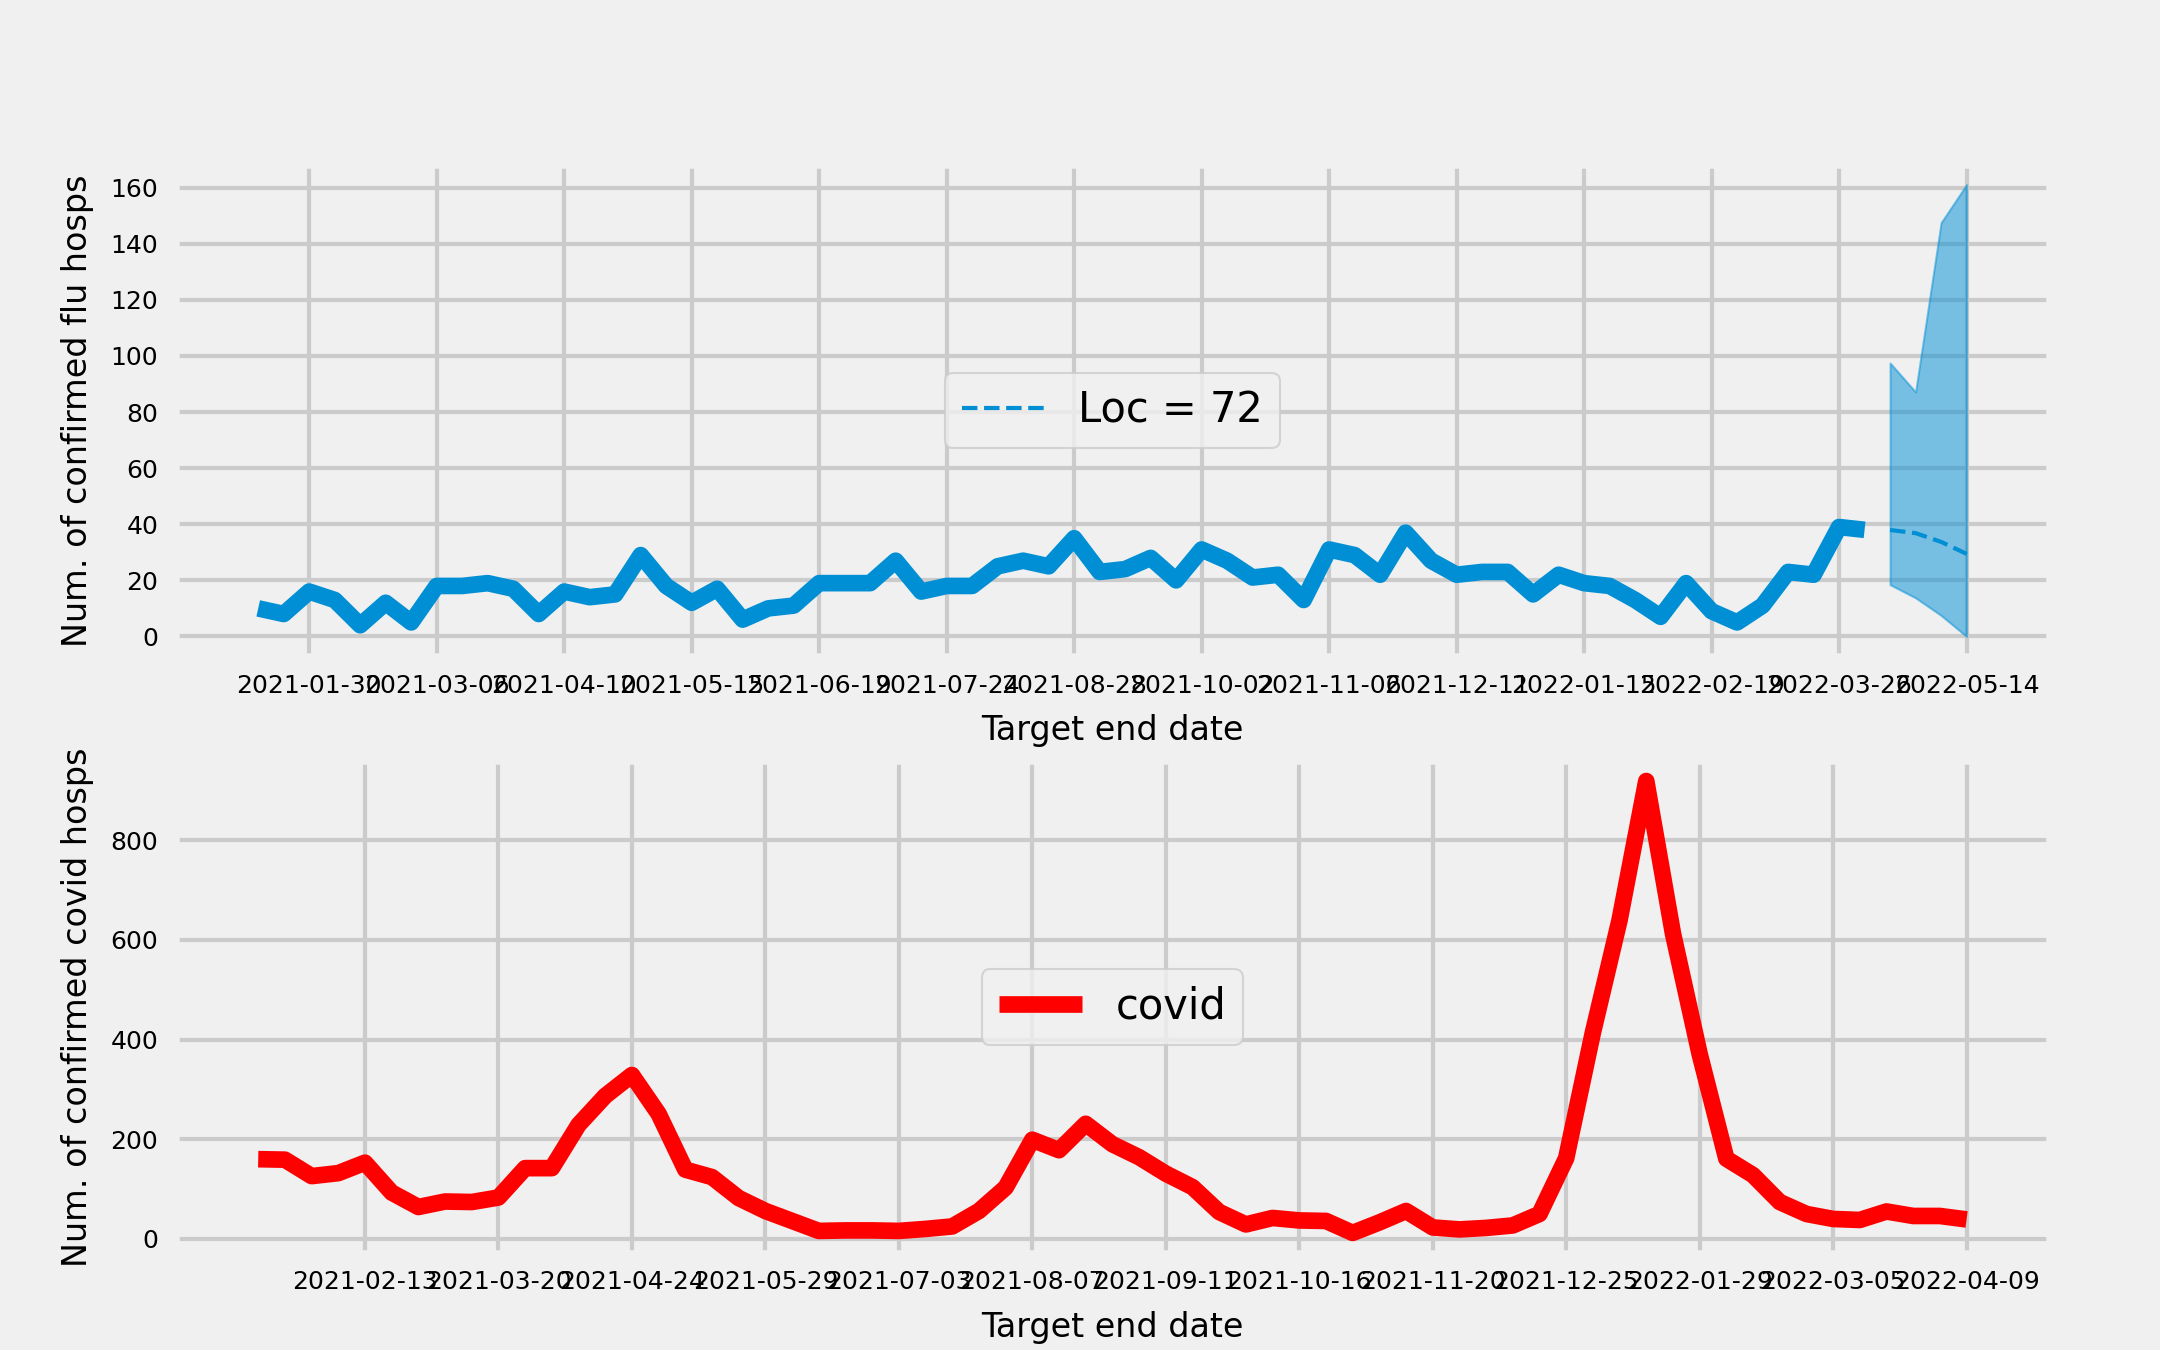 Num. of confirmed flu hosps
160
140
120
100
80
60
40
20
0
Loc = 72
2021-01-30 2021-03-06 2021-04-10 2021-05-15 2021-06-19 2021-07-24 2021-08-28 2021-10-02 2021-11-06 2021-12-11 2022-01-15 2022-02-19 2022-03-26 2022-05-14
Target end date
Num. of confirmed covid hosps
800
600
400
200
0
covid
2021-02-13 2021-03-20 2021-04-24 2021-05-29 2021-07-03 2021-08-07 2021-09-11 2021-10-16 2021-11-20 2021-12-25 2022-01-29 2022-03-05 2022-04-09
Target end date